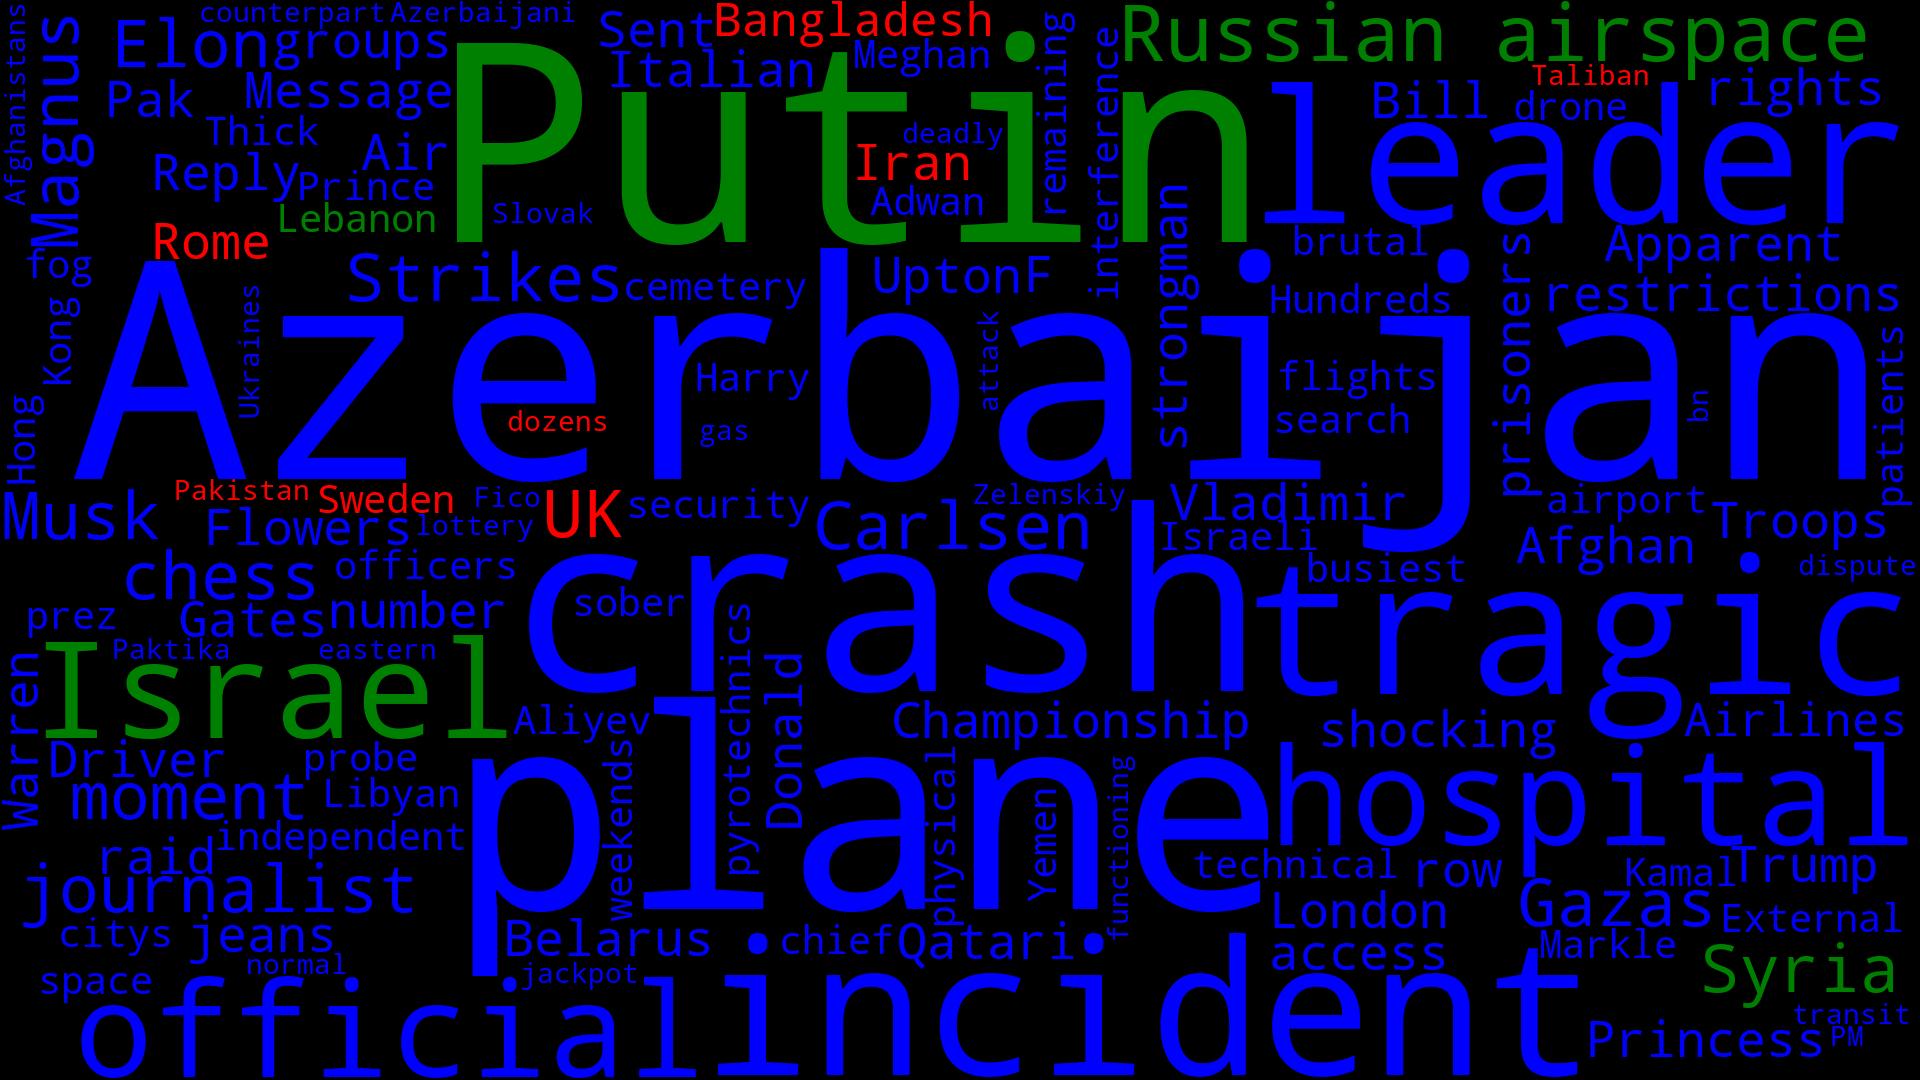 counterpart
Azerbaijani
Afghanistans
Magnus
Elon
groups
Sent
Bangladesh
Russian airspace
Pak
Message
Italian
Meghan
remaining
interference
Taliban
Bill
drone
rights
Thick
Air
Putin
deadly
leader
Reply
Prince
Iran
Adwan
Lebanon
Slovak
Rome
fog
Strikes
cemetery
UptonF
strongman
brutal
Hundreds
prisoners
Apparent
restrictions
Kong
Ukraines
Azerbaijan
Harry
attack
flights
search
bn
patients
dozens
gas
Hong
Musk
Pakistan
Sweden
Fico
UK
security
Zelenskiy
Carlsen
Vladimir
airport
Troops
Flowers
lottery
Israeli
Afghan
chess
officers
crash
busiest
dispute
prez
Gates
number
sober
tragic
Israel
Paktika
eastern
pyrotechnics
Donald
Warren
Aliyev
Championship
shocking
Airlines
Driver
probe
weekends
plane
physical
functioning
hospital
moment
Libyan
Yemen
raid
independent
technical
row
Kamal
Trump
journalist
London
Gazas
External
citys
jeans
Belarus
chief
Qatari
access
Markle
space
normal
jackpot
Syria
official
incident
transit
Princess
PM